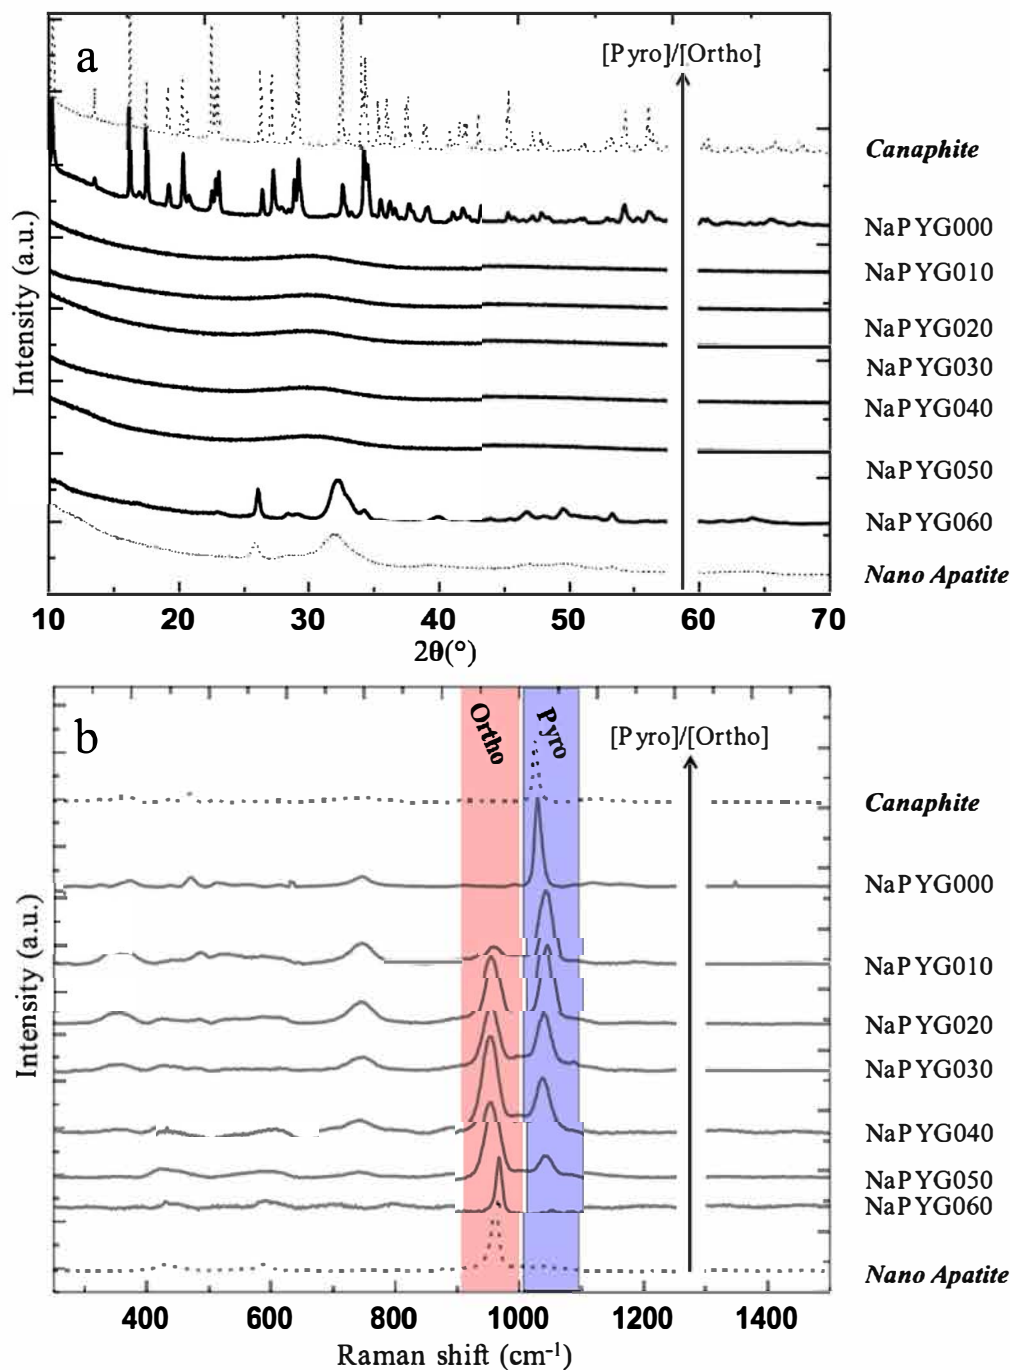 a
[Pyro]/[Ortho]
Canaphite
NaPYG000
NaPYG010
NaPYG020
NaPYG030
NaPYG040
NaPYG050
NaPYG060
Nano Apatite
Intensity (a.u.)
10 20 30 40 50 60 70
2θ(°)
b
Ortho
Pyro
[Pyro]/[Ortho]
Canaphite
NaPYG000
NaPYG010
NaPYG020
NaPYG030
NaPYG040
NaPYG050
NaPYG060
Nano Apatite
Intensity (a.u.)
400 600 800 1000 1200 1400
Raman shift (cm⁻¹)